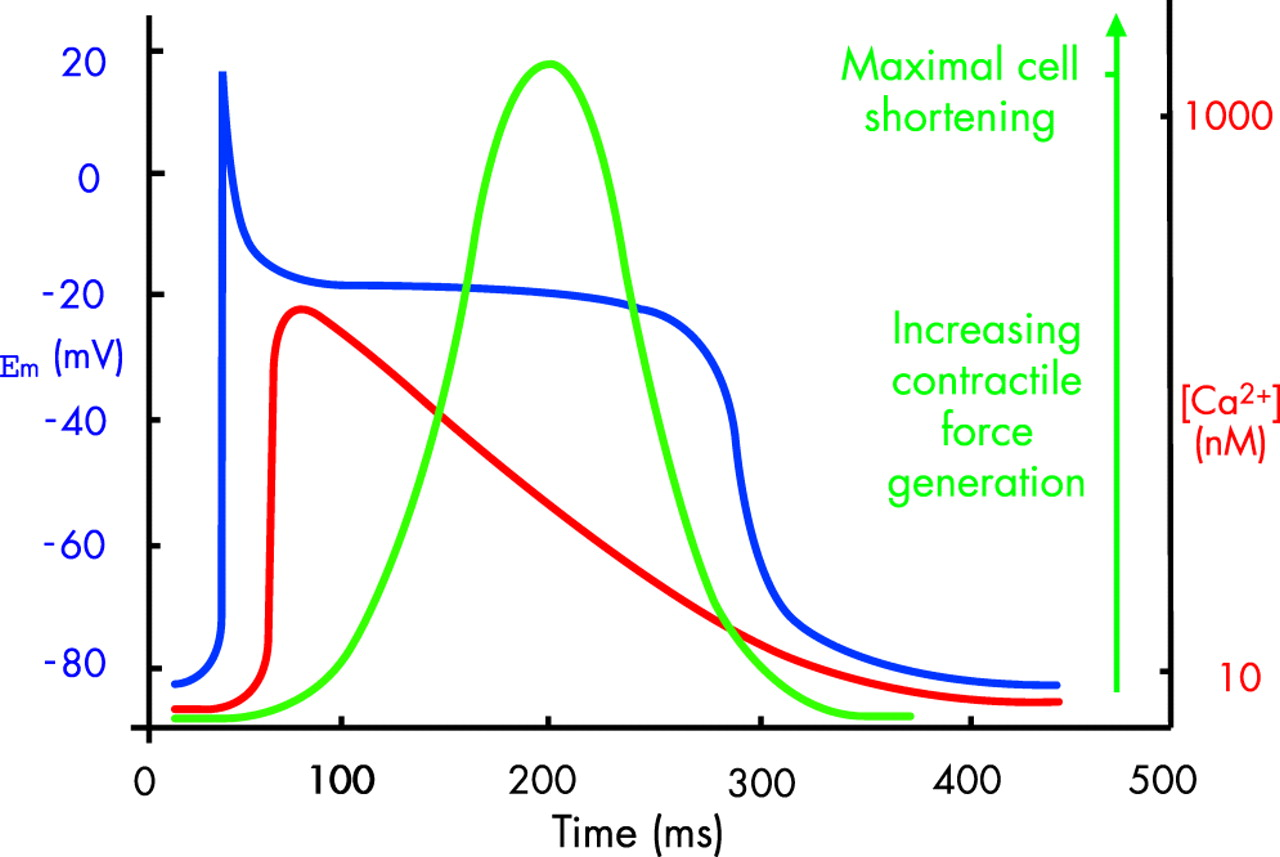 20
0
-20
Em (mV)
-40
-60
-80
Maximal cell
shortening
Increasing
contractile
force
generation
1000
[Ca2+]
(nM)
10
0 100 200 300 400 500
Time (ms)